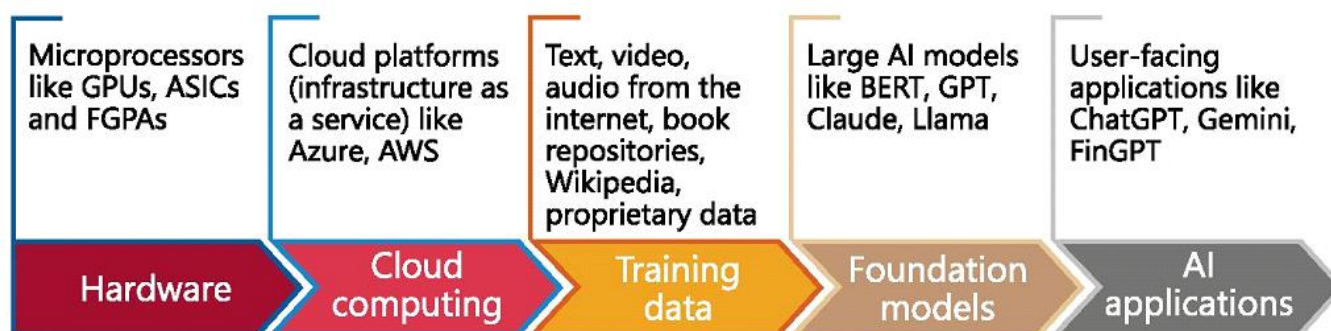 Microprocessors
like GPUs, ASICs
and FGPAs
Hardware
Cloud platforms
(infrastructure as
a service) like
Azure, AWS
Cloud
computing
Text, video,
audio from the
internet, book
repositories,
Wikipedia,
proprietary data
Training
data
Large AI models
like BERT, GPT,
Claude, Llama
Foundation
models
User-facing
applications like
ChatGPT, Gemini,
FinGPT
AI
applications